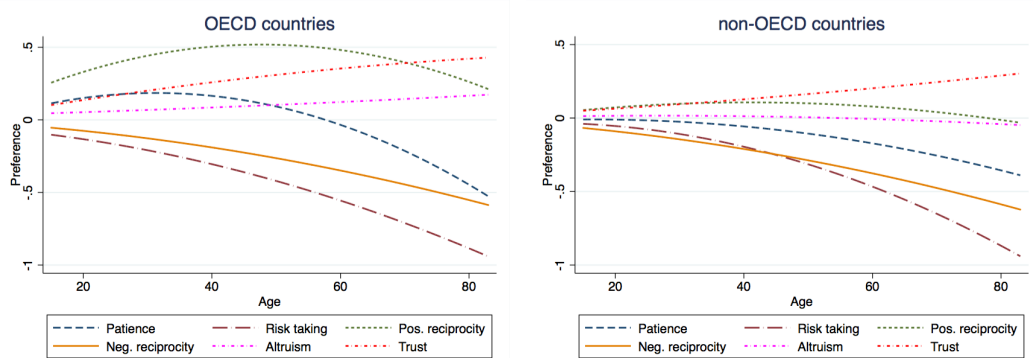 OECD countries
Preference
.5
0
-.5
-1
20
40
60
80
Age
Patience
Risk taking
Pos. reciprocity
Neg. reciprocity
Altruism
Trust
non-OECD countries
Preference
.5
0
-.5
-1
20
40
60
80
Age
Patience
Risk taking
Pos. reciprocity
Neg. reciprocity
Altruism
Trust